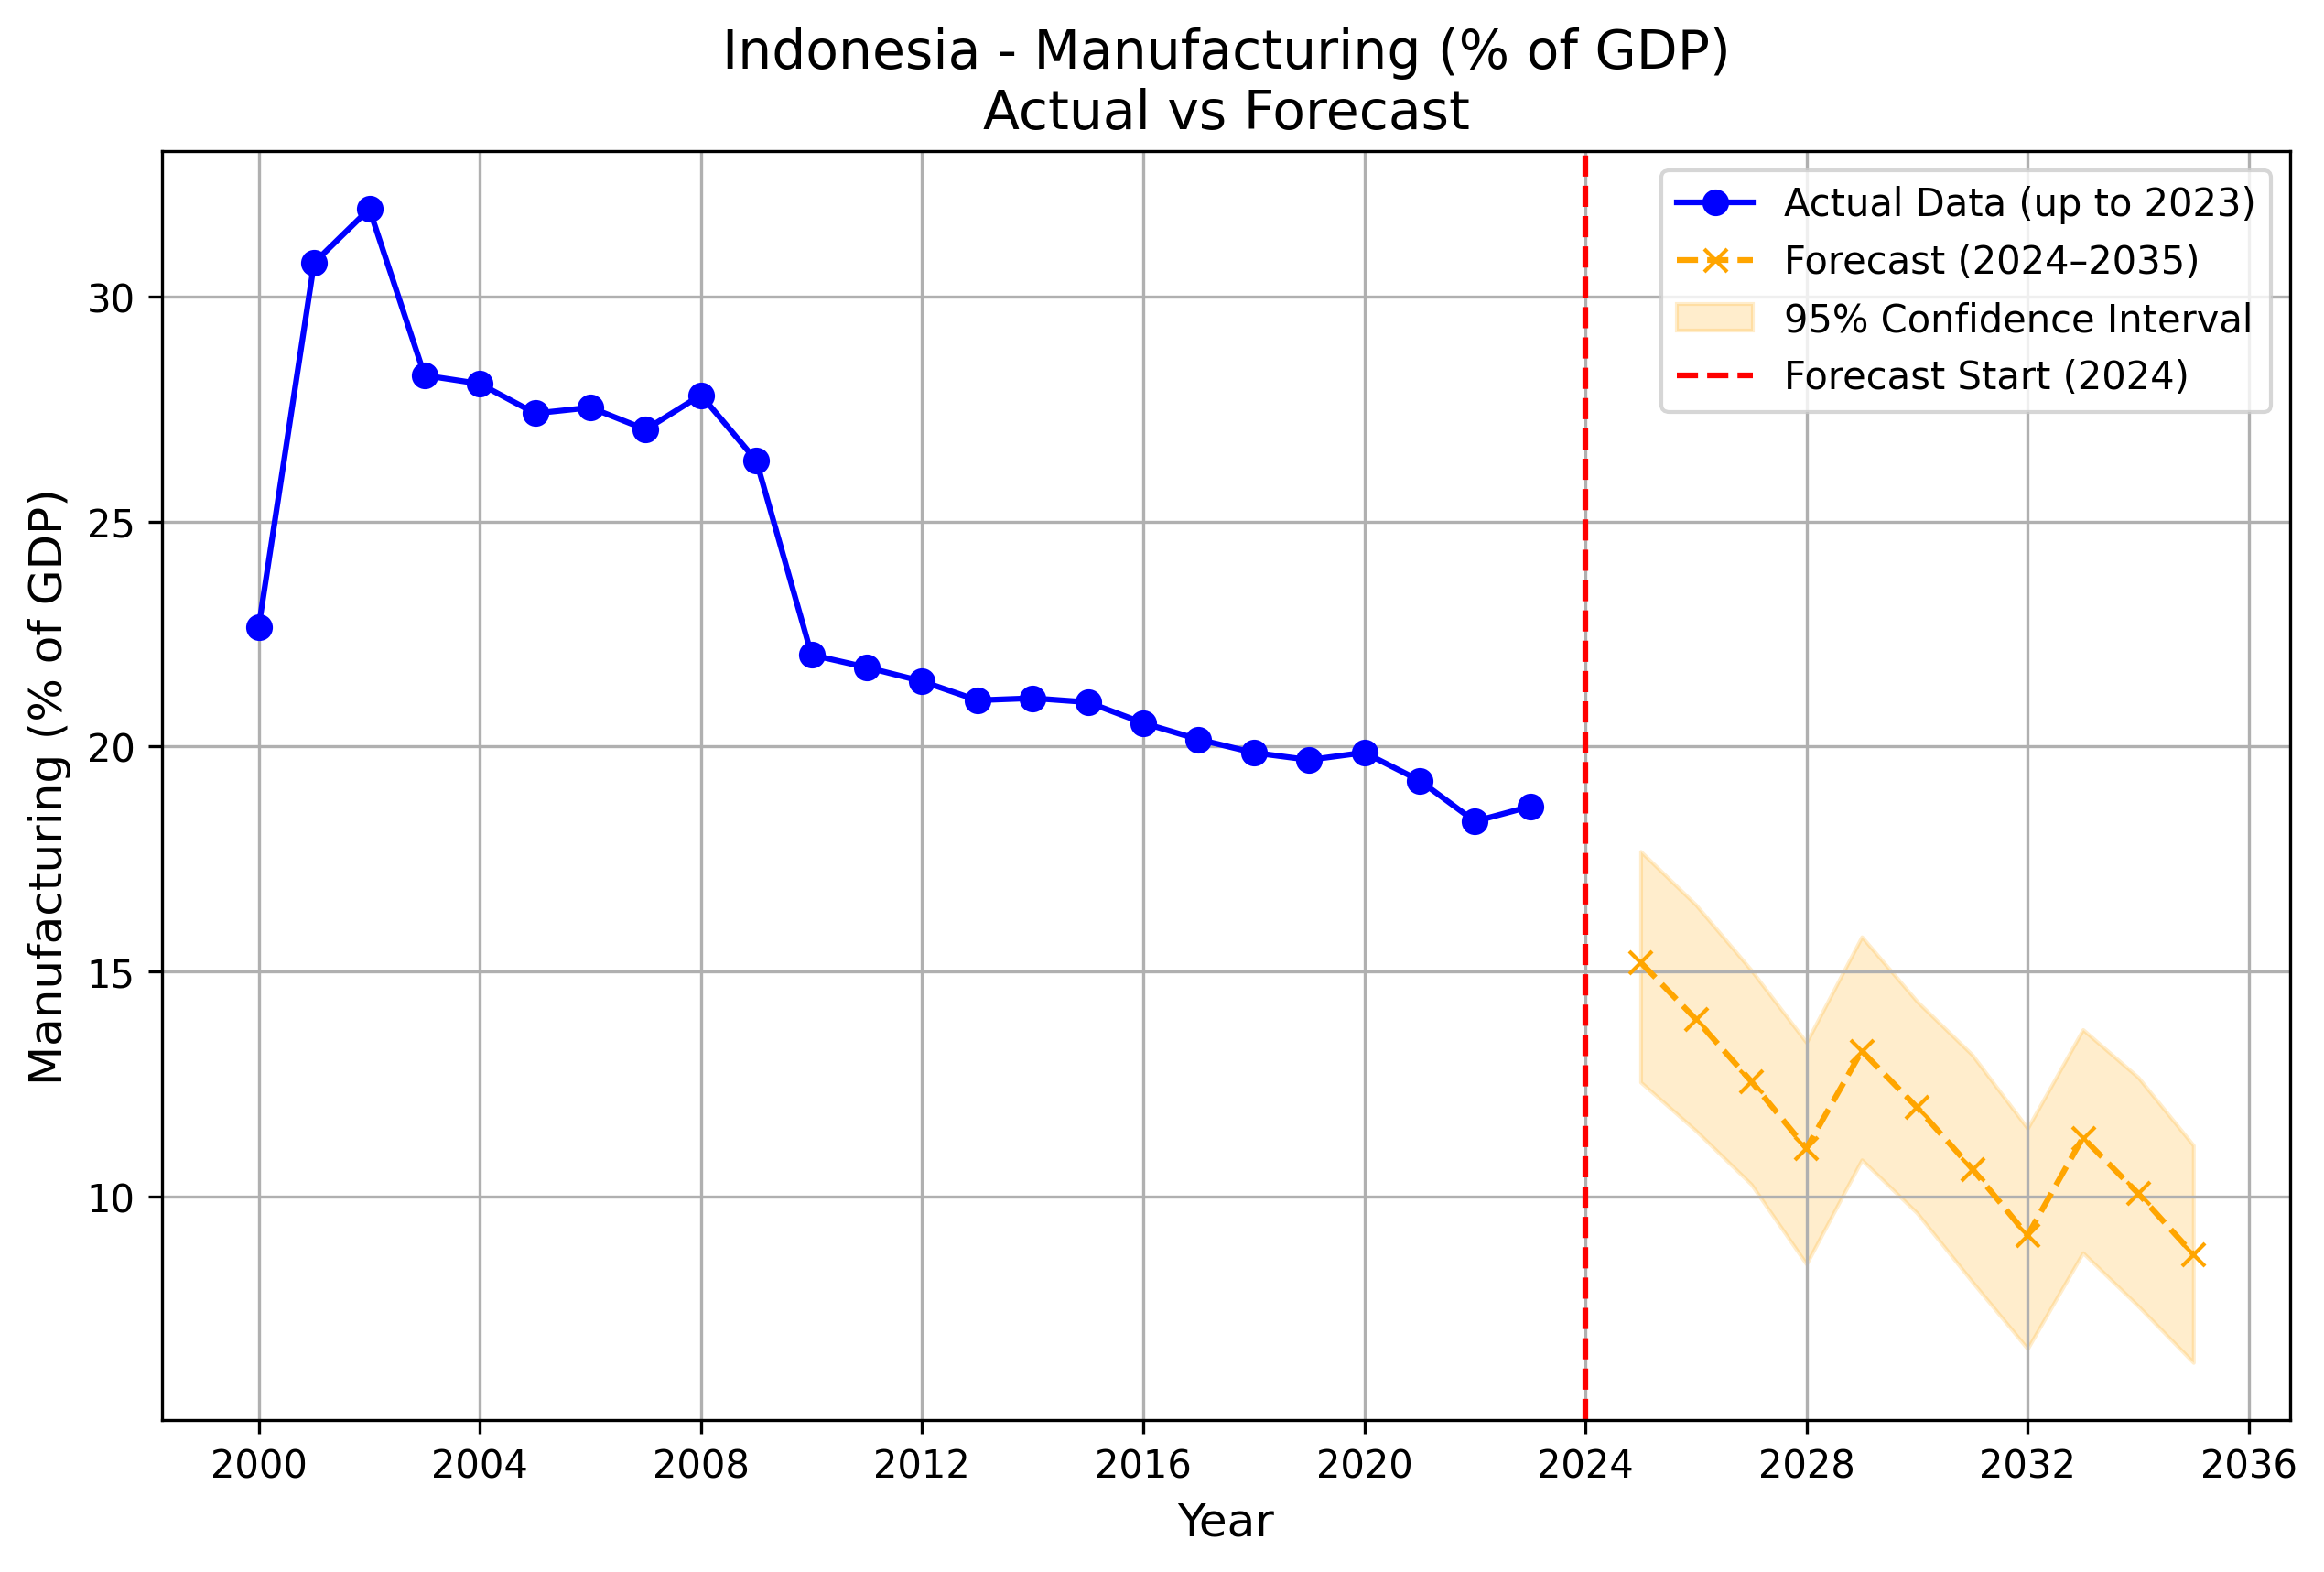 Indonesia - Manufacturing (% of GDP)
Actual vs Forecast
Manufacturing (% of GDP)
30
25
20
15
10
Actual Data (up to 2023)
Forecast (2024–2035)
95% Confidence Interval
Forecast Start (2024)
2000 2004 2008 2012 2016 2020 2024 2028 2032 2036
Year